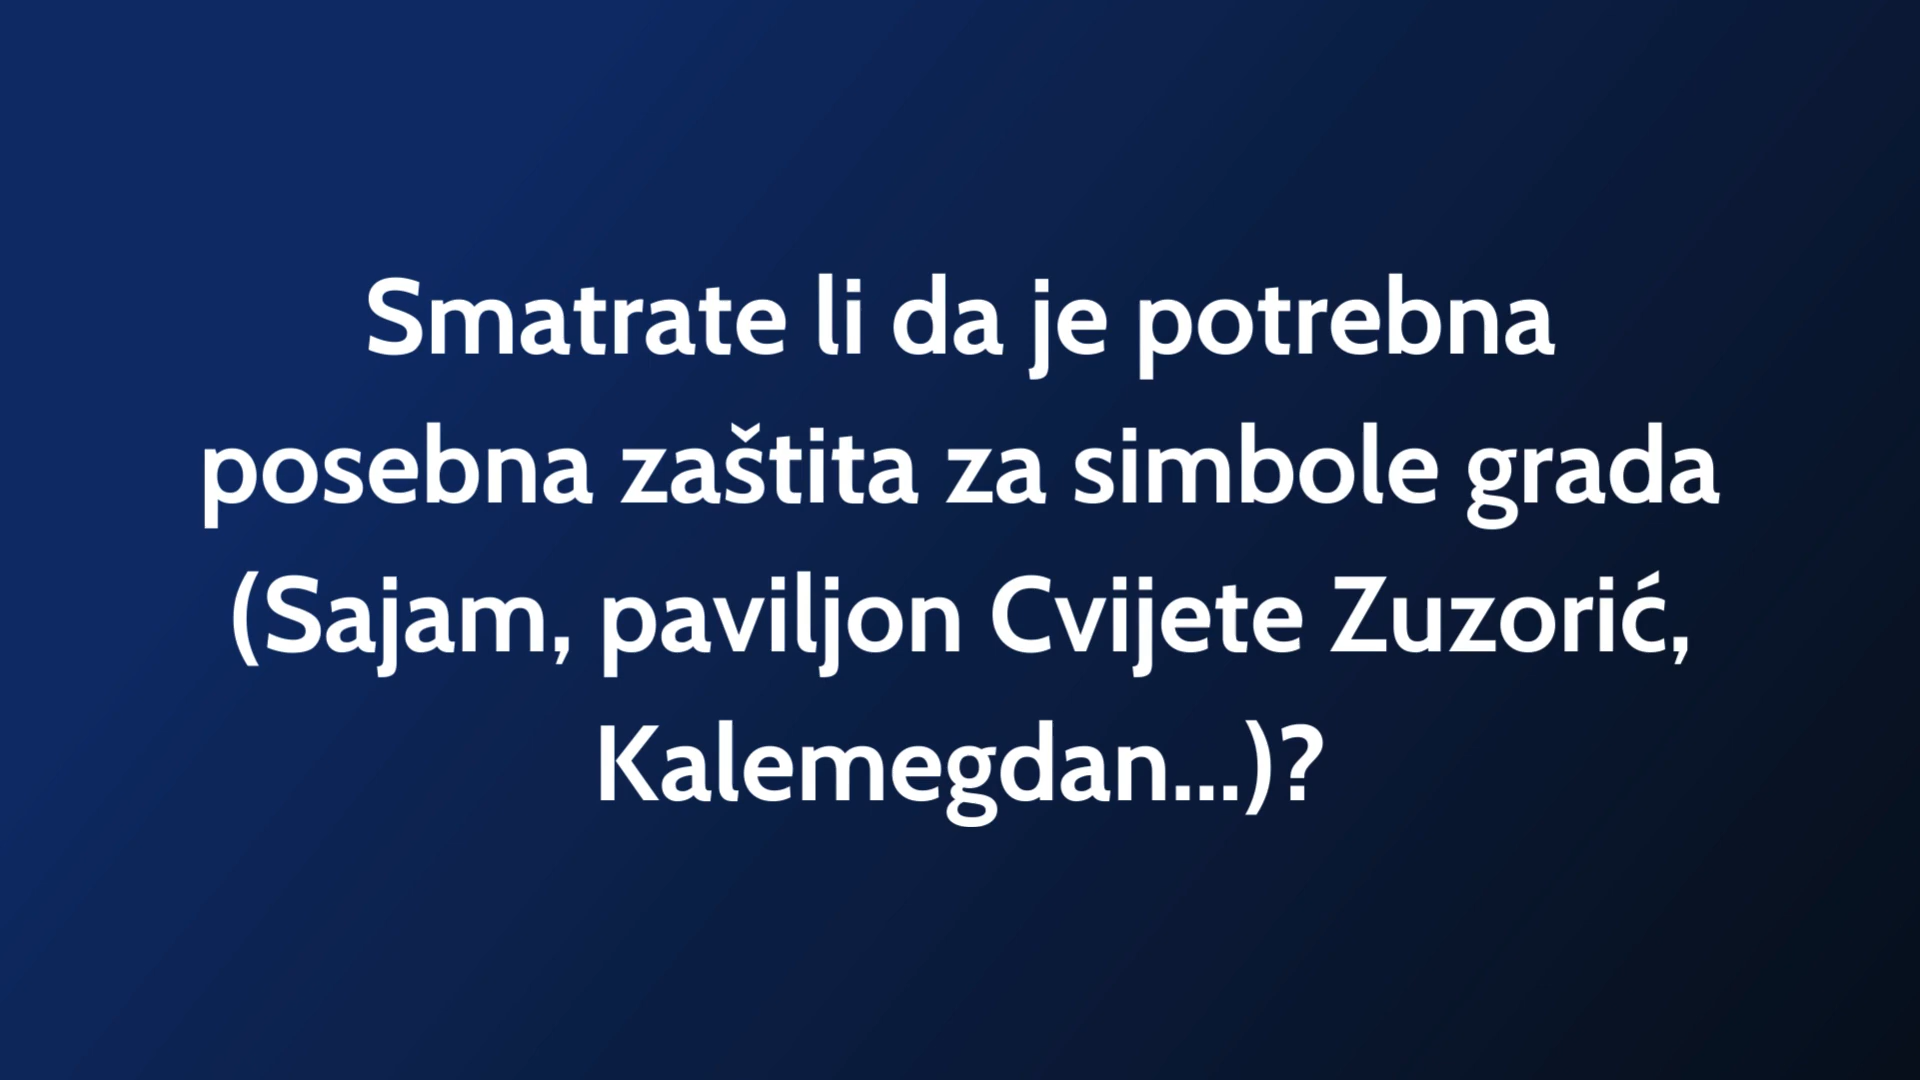 Smatrate li da je potrebna
posebna zaštita za simbole grada
(Sajam, paviljon Cvijete Zuzorić,
Kalemegdan...)?